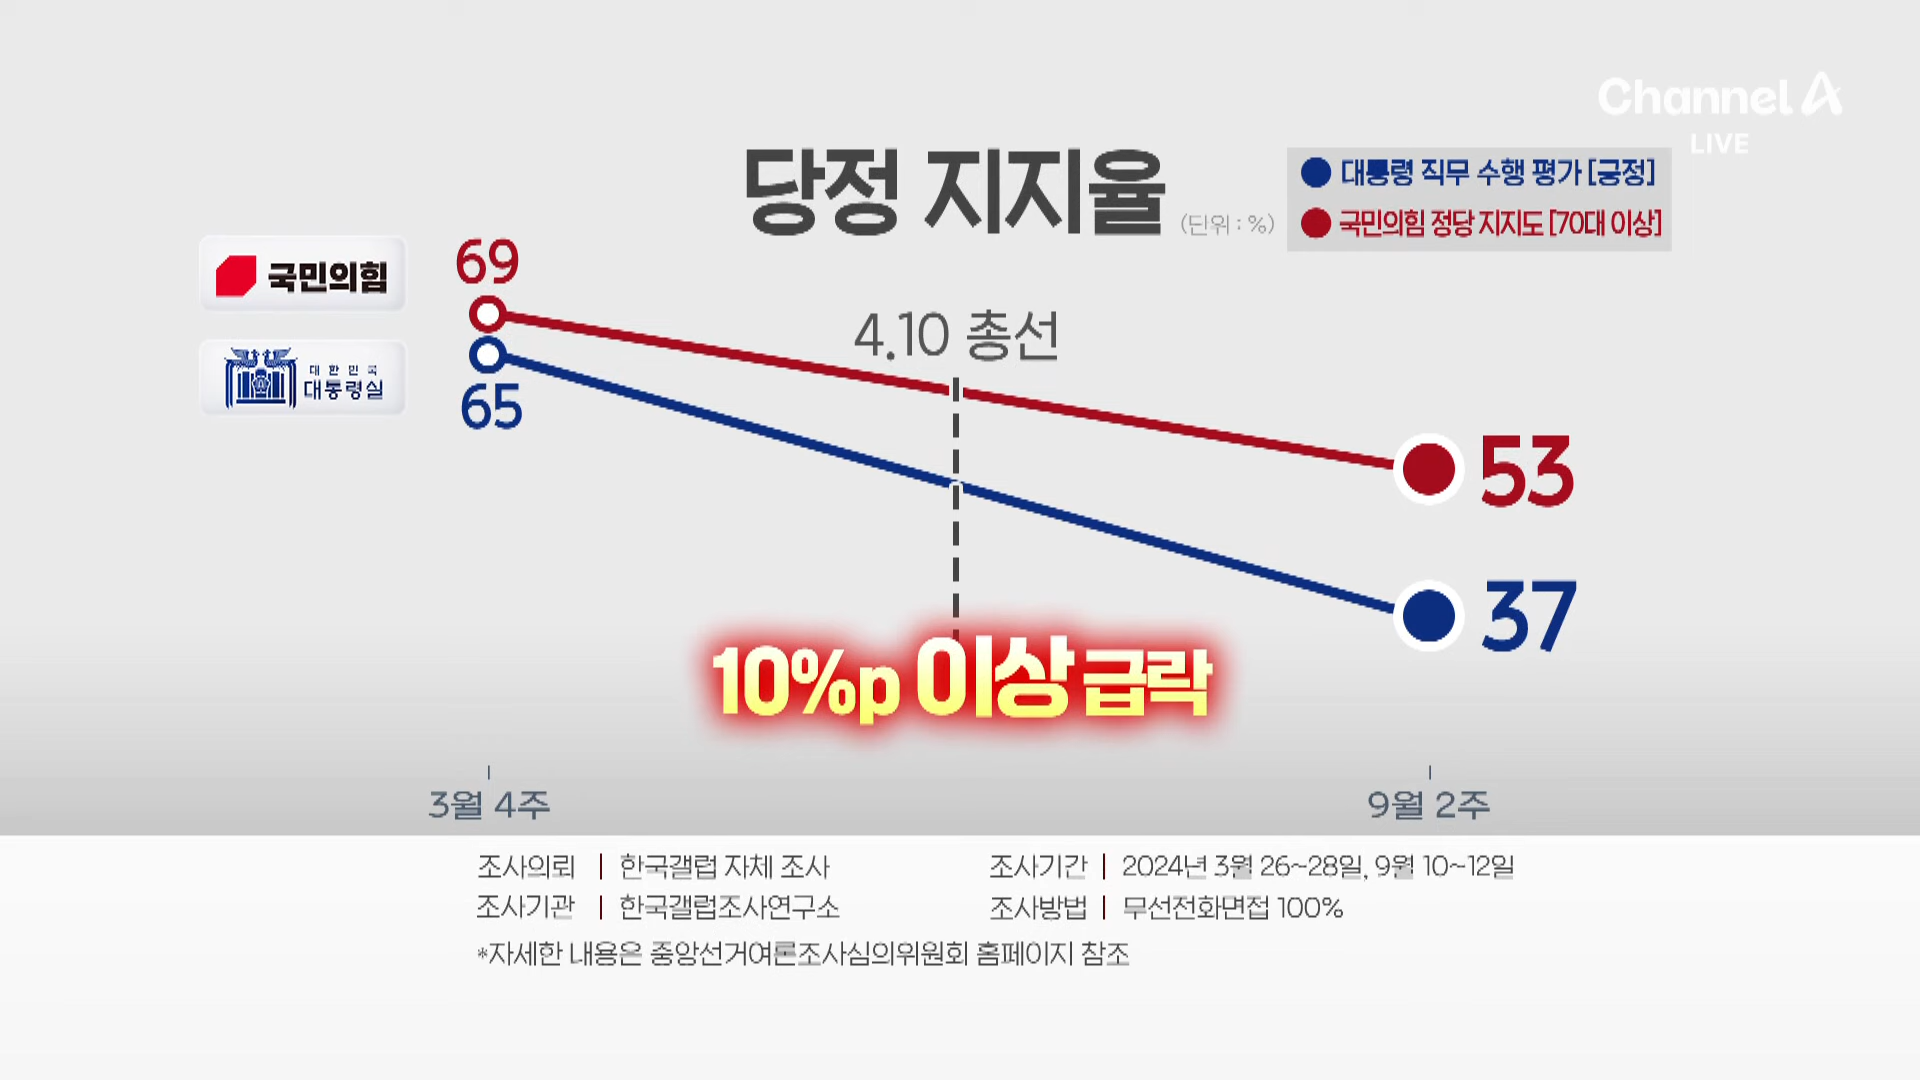 Channel A
LIVE
당정 지지율
(단위 : %)
대통령 직무 수행 평가 [긍정]
국민의힘 정당 지지도 [70대 이상]
국민의힘
69
대한민국
대통령실
65
4.10 총선
53
37
10%p 이상 급락
3월 4주
9월 2주
조사의뢰 | 한국갤럽 자체 조사
조사기간 | 2024년 3월 26~28일, 9월 10~12일
조사기관 | 한국갤럽조사연구소
조사방법 | 무선전화면접 100%
*자세한 내용은 중앙선거여론조사심의위원회 홈페이지 참조